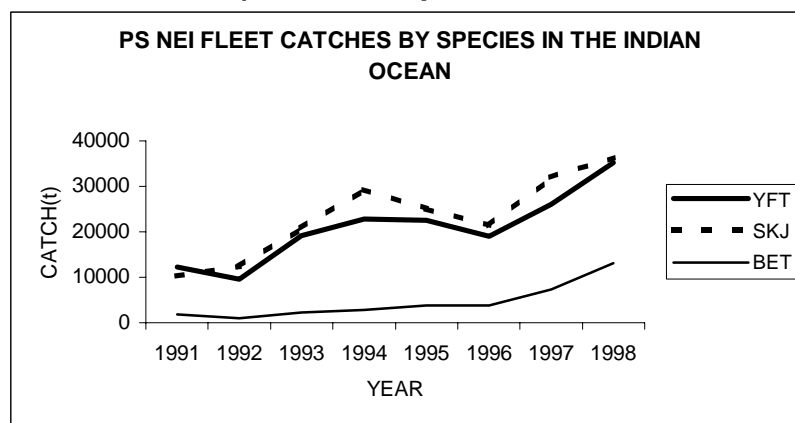 PS NEI FLEET CATCHES BY SPECIES IN THE INDIAN
OCEAN
40000
30000
20000
10000
0
CATCH(t)
1991 1992 1993 1994 1995 1996 1997 1998
YEAR
YFT
SKJ
BET